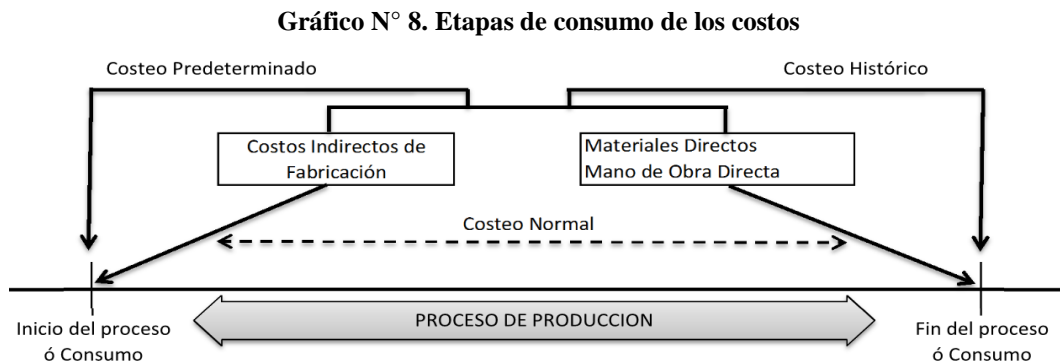 Gráfico N° 8. Etapas de consumo de los costos
Costeo Predeterminado
Costeo Histórico
Costos Indirectos de
Fabricación
Materiales Directos
Mano de Obra Directa
Costeo Normal
PROCESO DE PRODUCCION
Inicio del proceso
ó Consumo
Fin del proceso
ó Consumo